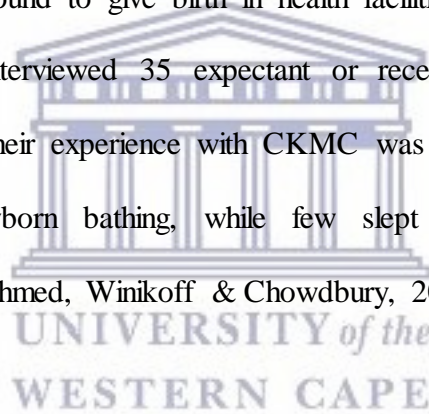 ound to give birth in health faciliti
terviewed 35 expectant or rece
heir experience with CKMC was
born bathing, while few slept
hmed, Winikoff & Chowdbury, 20
UNIVERSITY of the
WESTERN CAPE